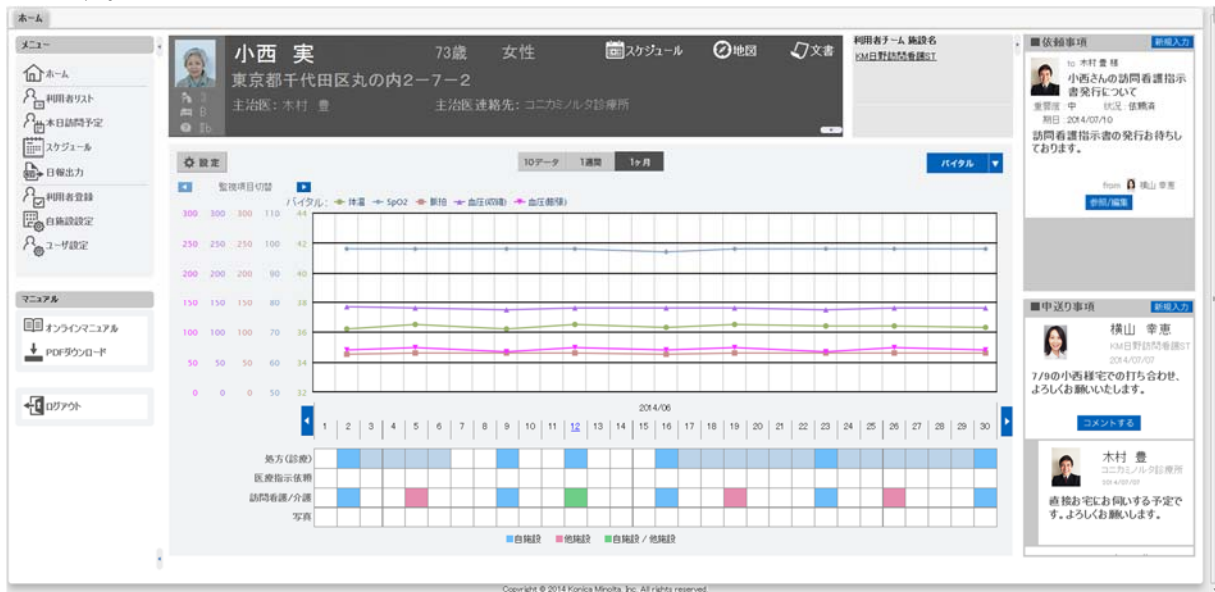 ホーム
メニュー
ホーム
利用者リスト
本日訪問予定
スケジュール
日報出力
利用者登録
自施設設定
ユーザ設定
マニュアル
オンラインマニュアル
PDFダウンロード
ログアウト
小西 実 73歳 女性 スケジュール 地図 文書
東京都千代田区丸の内2-7-2
主治医:木村 豊 主治医連絡先:コニカミノルタ診療所
利用者チーム 施設名
KM日野訪問看護ST
設定 10データ 1週間 1ヶ月 バイタル
監視項目切替
バイタル: 体温 SpO2 脈拍 血圧(収縮) 血圧(拡張)
300 300 300 110 44
250 250 250 100 42
200 200 200 90 40
150 150 150 80 38
100 100 100 70 36
50 50 50 60 34
0 0 0 50 32
2014/06
1 2 3 4 5 6 7 8 9 10 11 12 13 14 15 16 17 18 19 20 21 22 23 24 25 26 27 28 29 30
処方(診療)
医療指示依頼
訪問看護/介護
写真
自施設 他施設 自施設 / 他施設
依頼事項 新規入力
to 木村 豊 様
小西さんの訪問看護指示
書発行について
重要度:中 状況:依頼済
期日:2014/07/10
訪問看護指示書の発行お待ちし
ております。
from 横山 幸恵
参照/編集
申送り事項 新規入力
横山 幸恵
KM日野訪問看護ST
2014/07/07
7/9の小西様宅での打ち合わせ、
よろしくお願いいたします。
コメントする
木村 豊
コニカミノルタ診療所
2014/07/07
直接お宅にお伺いする予定で
す。よろしくお願いします。
Copyright © 2014 Konica Minolta, Inc. All rights reserved.